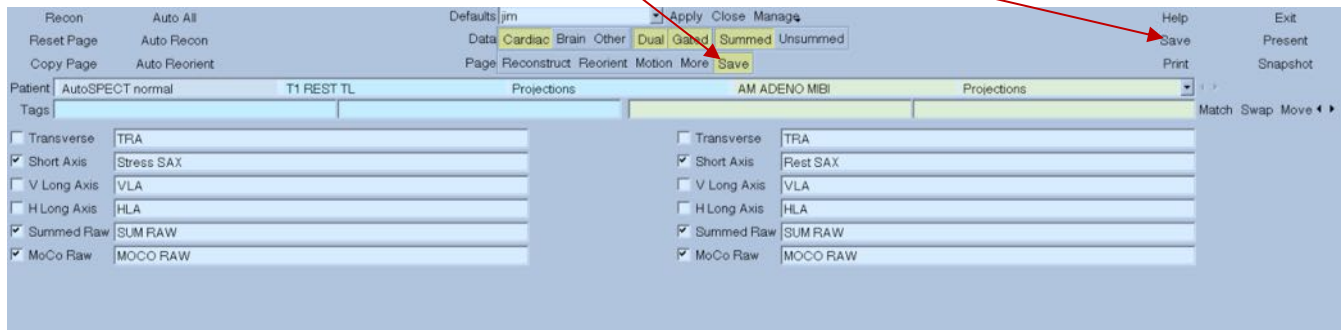 Recon Auto All Defaults jim Apply Close Manage Help Exit
Reset Page Auto Recon Data Cardiac Brain Other Dual Gated Summed Unsummed Save Present
Copy Page Auto Reorient Page Reconstruct Reorient Motion More Save Print Snapshot
Patient AutoSPECT normal T1 REST TL Projections AM ADENO MIBI Projections
Tags Match Swap Move
Transverse TRA Transverse TRA
Short Axis Stress SAX Short Axis Rest SAX
V Long Axis VLA V Long Axis VLA
H Long Axis HLA H Long Axis HLA
Summed Raw SUM RAW Summed Raw SUM RAW
MoCo Raw MOCO RAW MoCo Raw MOCO RAW